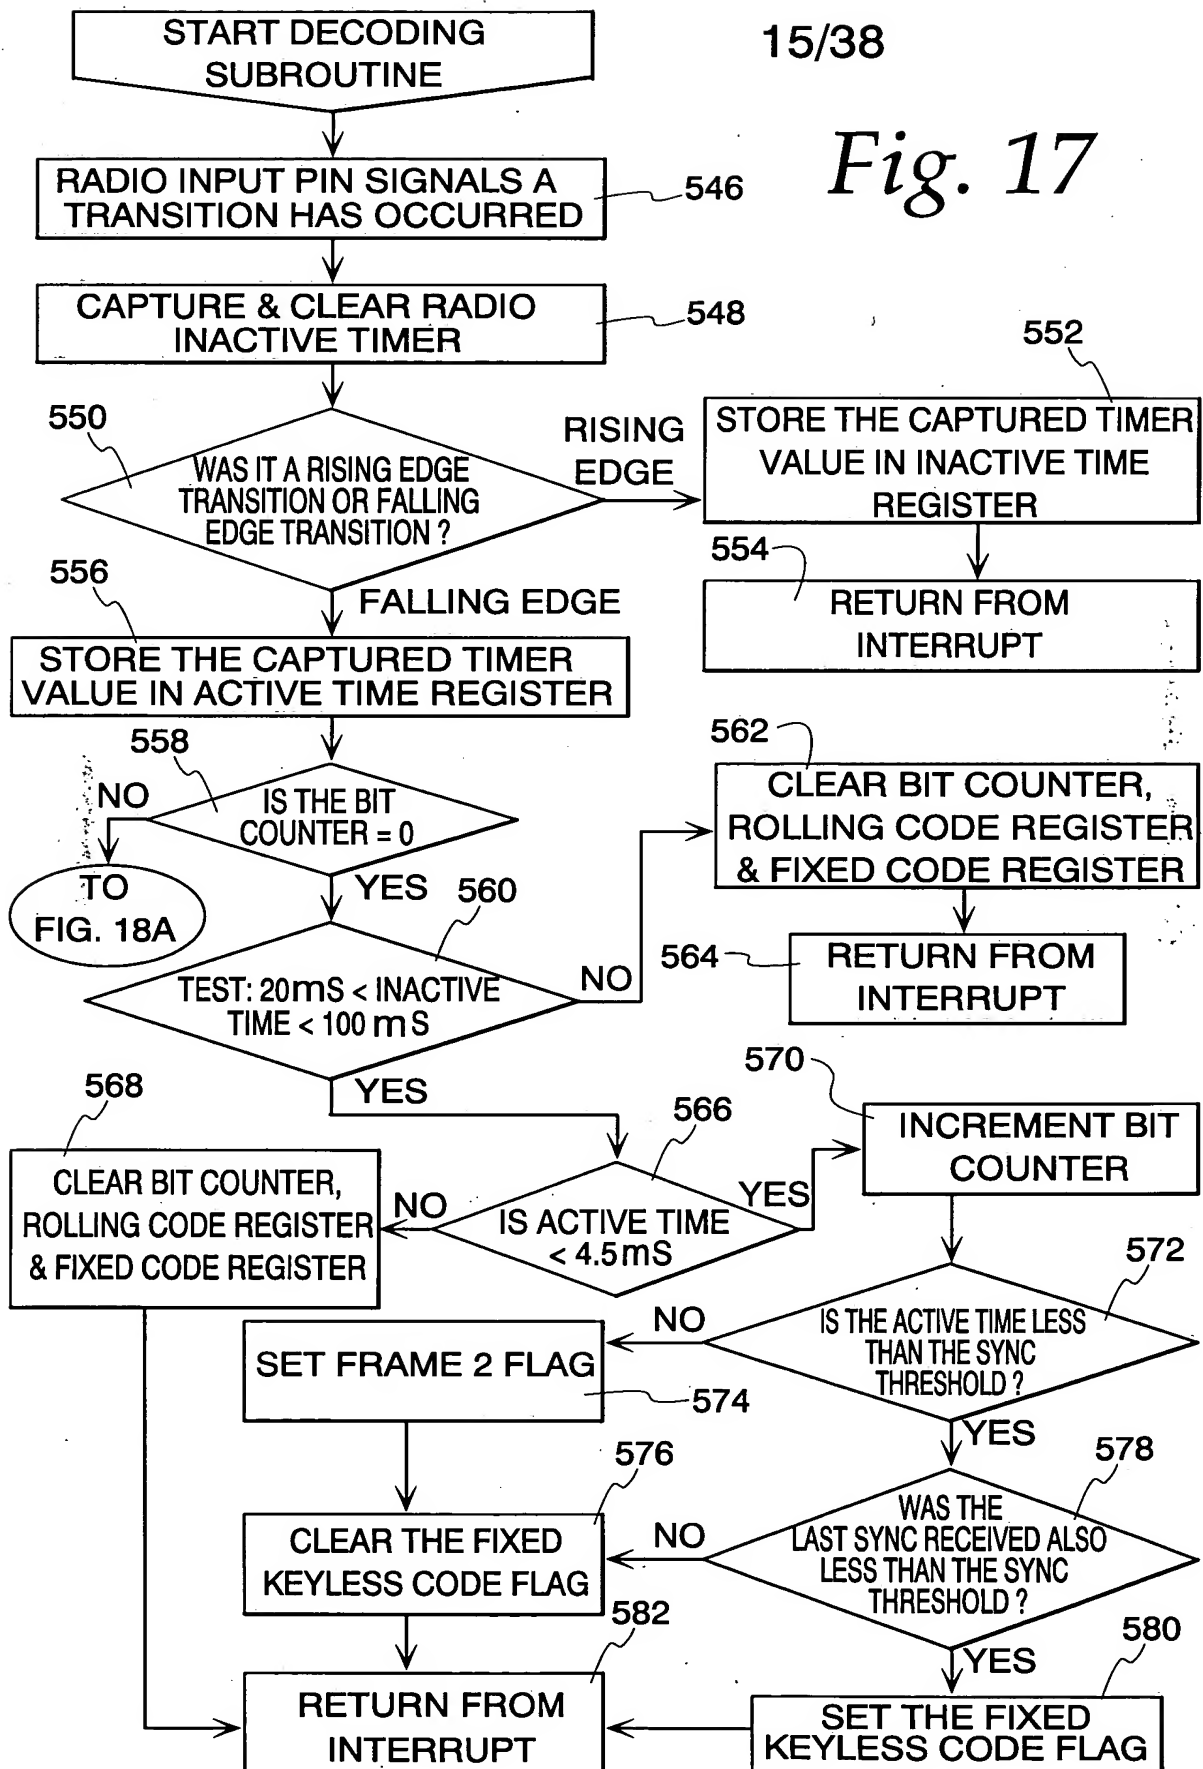 START DECODING
SUBROUTINE
15/38
Fig. 17
RADIO INPUT PIN SIGNALS A
TRANSITION HAS OCCURRED
546
CAPTURE & CLEAR RADIO
INACTIVE TIMER
548
550
WAS IT A RISING EDGE
TRANSITION OR FALLING
EDGE TRANSITION ?
RISING
EDGE
552
STORE THE CAPTURED TIMER
VALUE IN INACTIVE TIME
REGISTER
554
RETURN FROM
INTERRUPT
556
FALLING EDGE
STORE THE CAPTURED TIMER
VALUE IN ACTIVE TIME REGISTER
558
IS THE BIT
COUNTER = 0
NO
TO
FIG. 18A
YES
560
TEST: 20mS < INACTIVE
TIME < 100 mS
NO
562
CLEAR BIT COUNTER,
ROLLING CODE REGISTER
& FIXED CODE REGISTER
564
RETURN FROM
INTERRUPT
YES
566
IS ACTIVE TIME
< 4.5mS
NO
568
CLEAR BIT COUNTER,
ROLLING CODE REGISTER
& FIXED CODE REGISTER
YES
570
INCREMENT BIT
COUNTER
572
IS THE ACTIVE TIME LESS
THAN THE SYNC
THRESHOLD ?
NO
SET FRAME 2 FLAG
574
YES
576
CLEAR THE FIXED
KEYLESS CODE FLAG
578
WAS THE
LAST SYNC RECEIVED ALSO
LESS THAN THE SYNC
THRESHOLD ?
NO
YES
580
SET THE FIXED
KEYLESS CODE FLAG
582
RETURN FROM
INTERRUPT